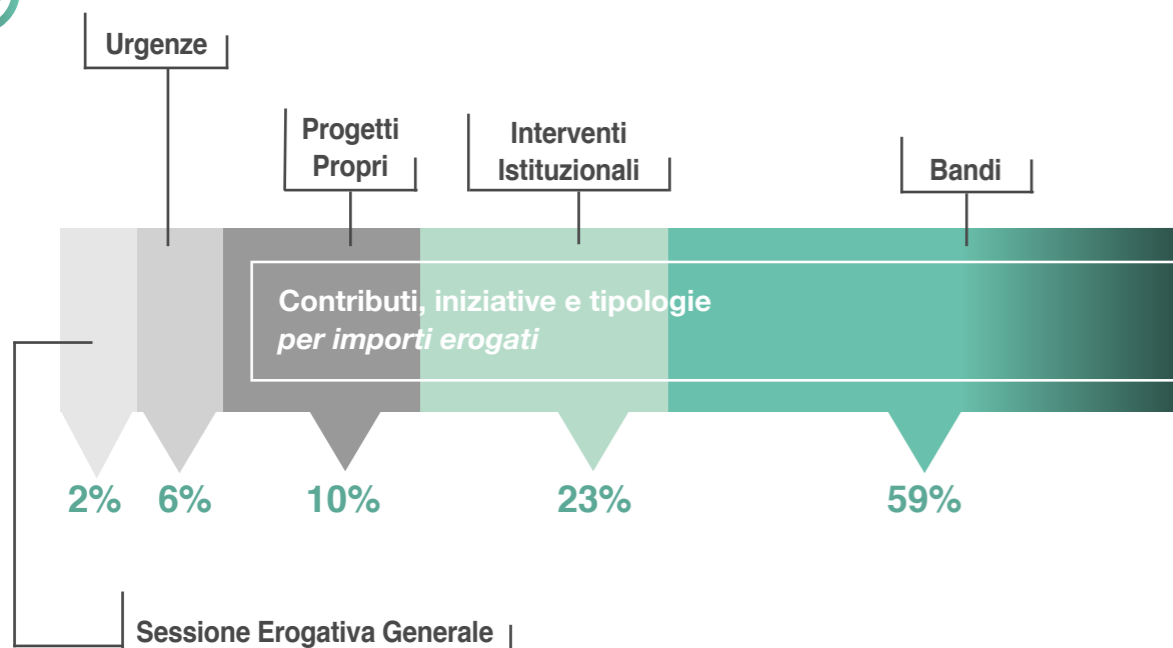 Urgenze
Progetti
Propri
Interventi
Istituzionali
Bandi
Contributi, iniziative e tipologie
per importi erogati
2%
6%
10%
23%
59%
Sessione Erogativa Generale